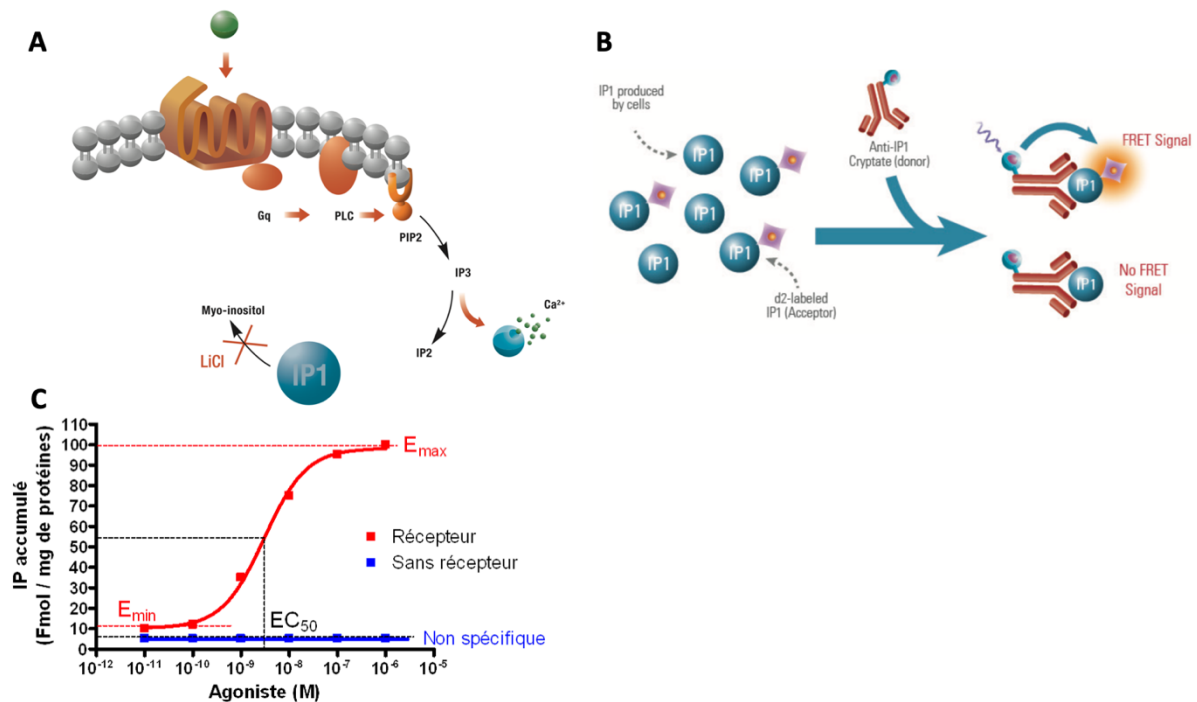 A
Gq
PLC
PIP2
IP3
Ca2+
IP2
Myo-inositol
LiCl
IP1
B
IP1 produced
by cells
IP1
IP1
IP1
IP1
IP1
IP1
d2-labeled
IP1 (Acceptor)
Anti-IP1
Cryptate (donor)
FRET Signal
IP1
No FRET
Signal
IP1
C
IP accumulé
(Fmol / mg de protéines)
110
100
90
80
70
60
50
40
30
20
10
0
Emax
Récepteur
Sans récepteur
Emin
EC50
Non spécifique
10-12
10-11
10-10
10-9
10-8
10-7
10-6
10-5
Agoniste (M)